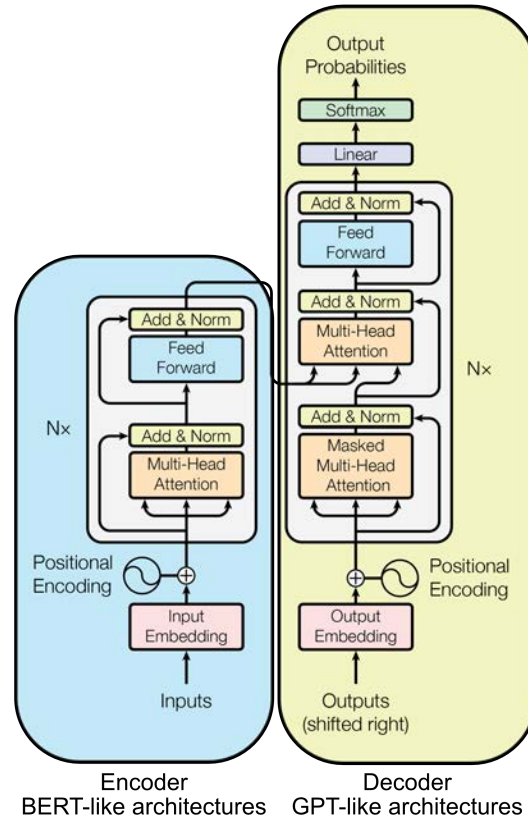 Output
Probabilities
Softmax
Linear
Add & Norm
Feed
Forward
Add & Norm
Multi-Head
Attention
Add & Norm
Masked
Multi-Head
Attention
N×
Positional
Encoding
Output
Embedding
Outputs
(shifted right)
Add & Norm
Feed
Forward
Add & Norm
Multi-Head
Attention
N×
Positional
Encoding
Input
Embedding
Inputs
Encoder
BERT-like architectures
Decoder
GPT-like architectures